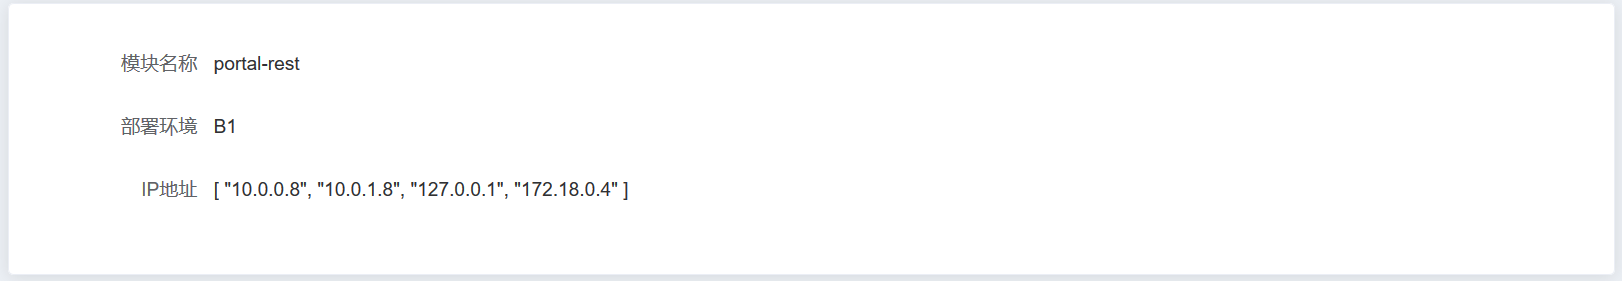 模块名称 portal-rest
部署环境 B1
IP地址 [ "10.0.0.8", "10.0.1.8", "127.0.0.1", "172.18.0.4" ]